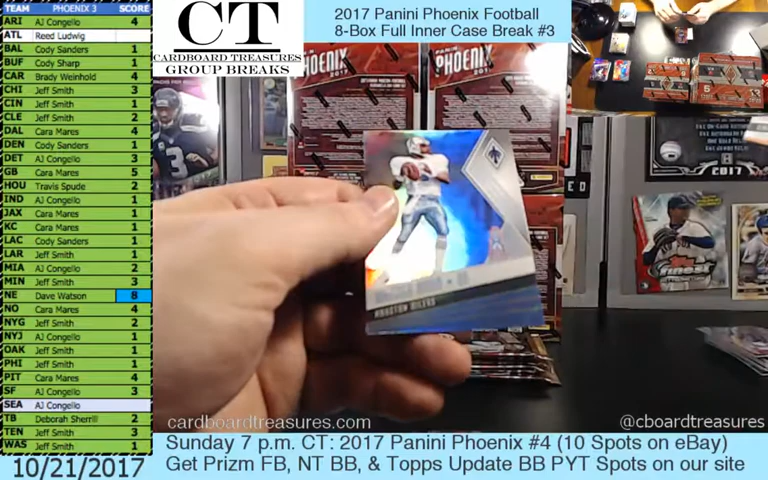 TEAM PHOENIX 3 SCORE
ARI AJ Congello 4
ATL Reed Ludwig
BAL Cody Sanders 1
BUF Cody Sharp 1
CAR Brady Weinhold 4
CHI Jeff Smith 3
CIN Jeff Smith 1
CLE Jeff Smith 2
DAL Cara Mares 4
DEN Cody Sanders 1
DET AJ Congello 3
GB Cara Mares 5
HOU Travis Spude 2
IND AJ Congello 1
JAX Cara Mares 1
KC Cara Mares 1
LAC Cody Sanders 1
LAR Jeff Smith 1
MIA AJ Congello 2
MIN Jeff Smith 3
NE Dave Watson 8
NO Cara Mares 4
NYG Jeff Smith 2
NYJ AJ Congello 1
OAK Jeff Smith 1
PHI Jeff Smith 1
PIT Cara Mares 4
SF AJ Congello 3
SEA AJ Congello
TB Deborah Sherrill 2
TEN Jeff Smith 3
WAS Jeff Smith 1
10/21/2017
CT
CARDBOARD TREASURES
GROUP BREAKS
2017 Panini Phoenix Football
8-Box Full Inner Case Break #3
PHOENIX
2017
PHOENIX
2017
3
HOUSTON OILERS
2017
FINEST
cardboardtreasures.com
@cboardtreasures
Sunday 7 p.m. CT: 2017 Panini Phoenix #4 (10 Spots on eBay)
Get Prizm FB, NT BB, & Topps Update BB PYT Spots on our site